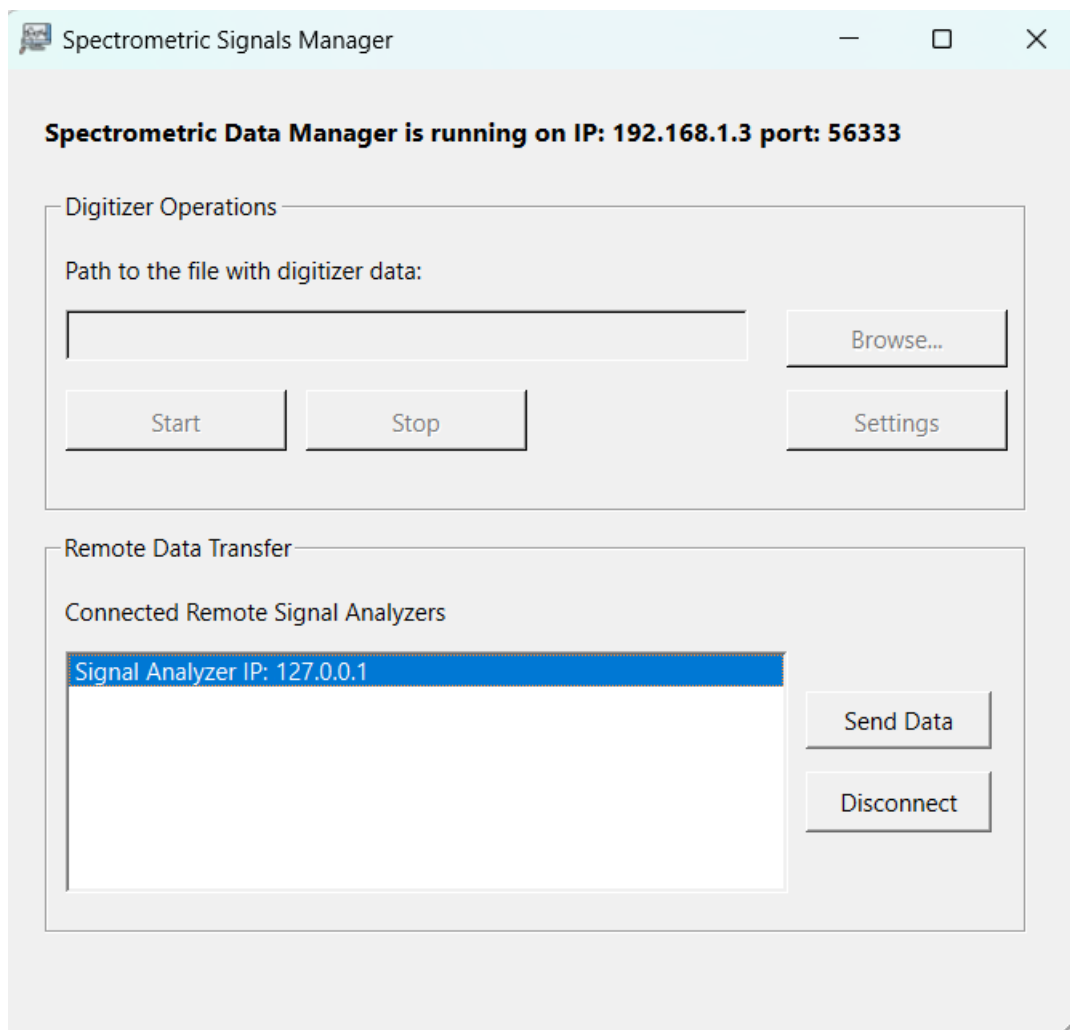 Spectrometric Signals Manager
Spectrometric Data Manager is running on IP: 192.168.1.3 port: 56333
Digitizer Operations
Path to the file with digitizer data:
Browse...
Start Stop Settings
Remote Data Transfer
Connected Remote Signal Analyzers
Signal Analyzer IP: 127.0.0.1
Send Data
Disconnect